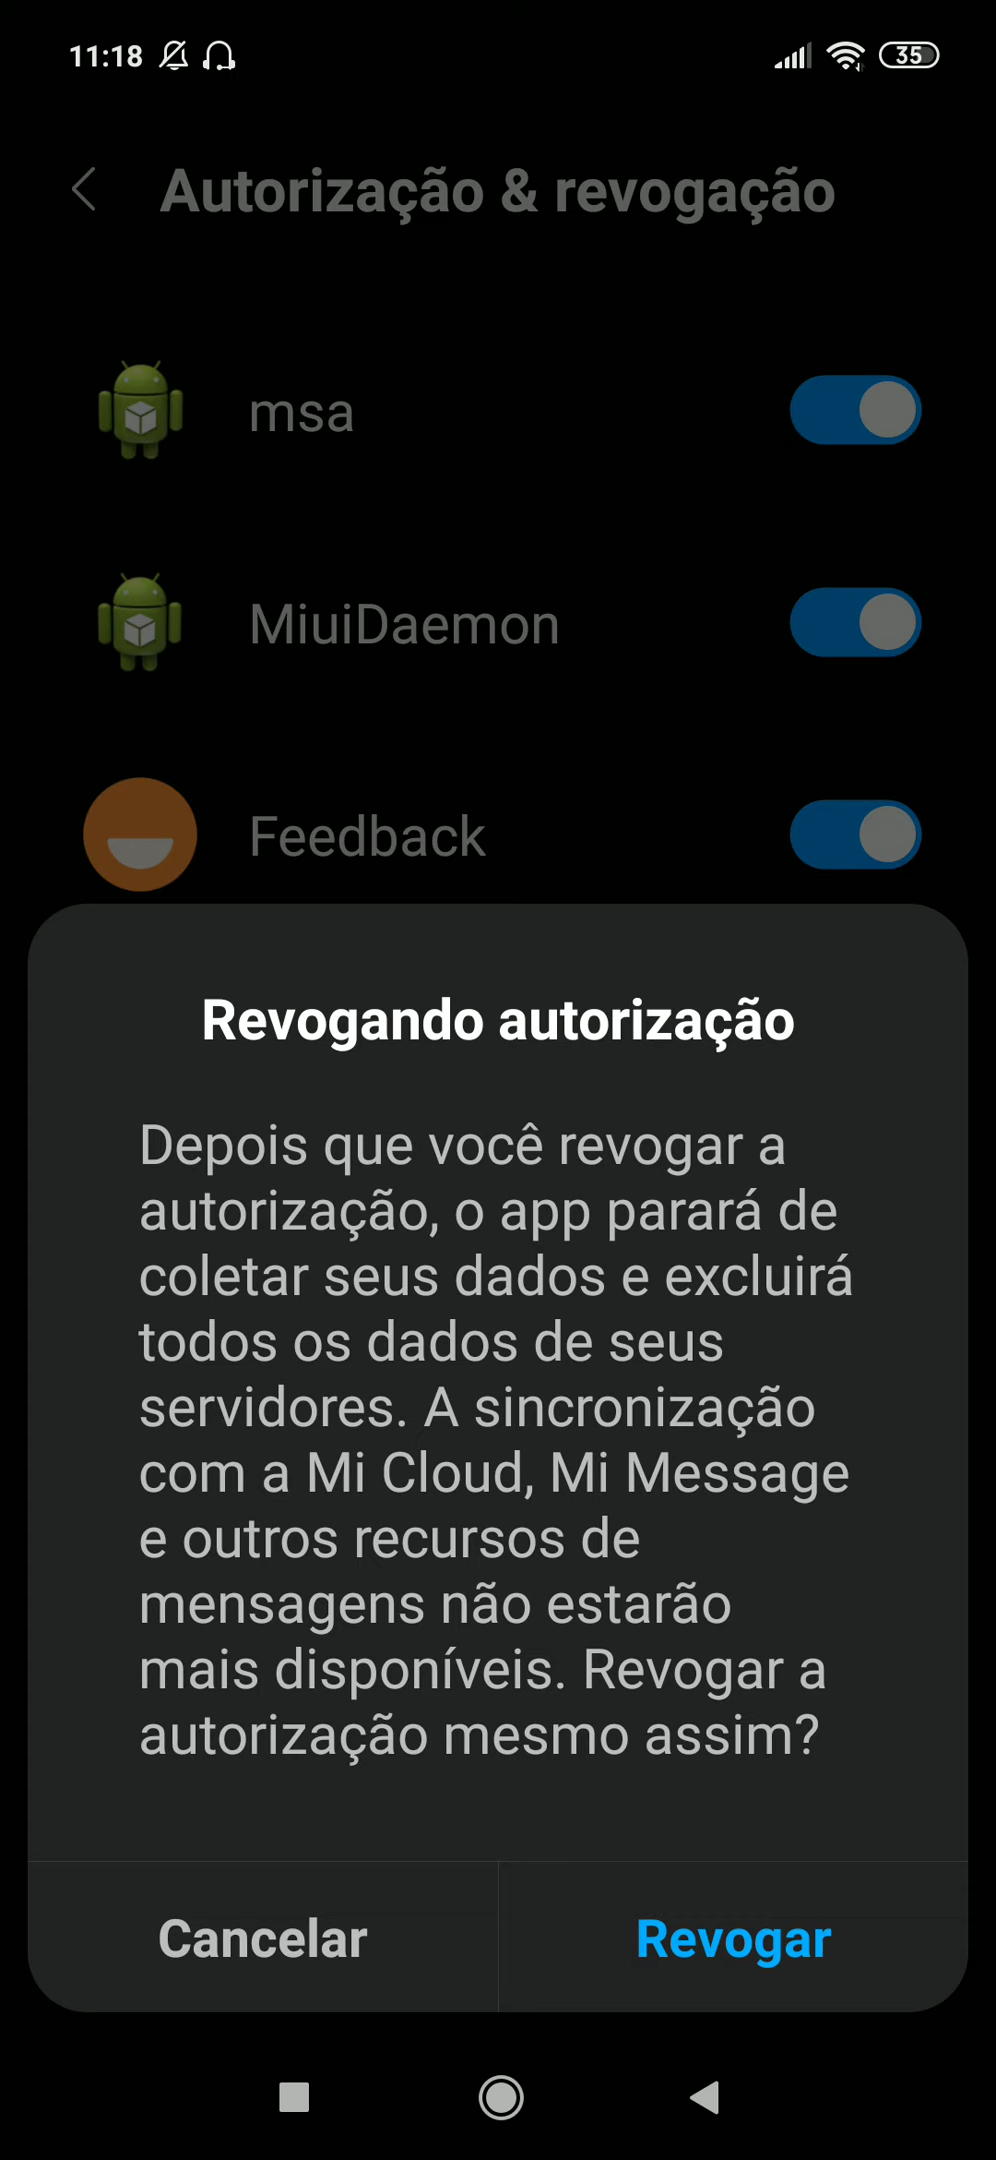 11:18
35
Autorização & revogação
msa
MiuiDaemon
Feedback
Revogando autorização
Depois que você revogar a
autorização, o app parará de
coletar seus dados e excluirá
todos os dados de seus
servidores. A sincronização
com a Mi Cloud, Mi Message
e outros recursos de
mensagens não estarão
mais disponíveis. Revogar a
autorização mesmo assim?
Cancelar
Revogar